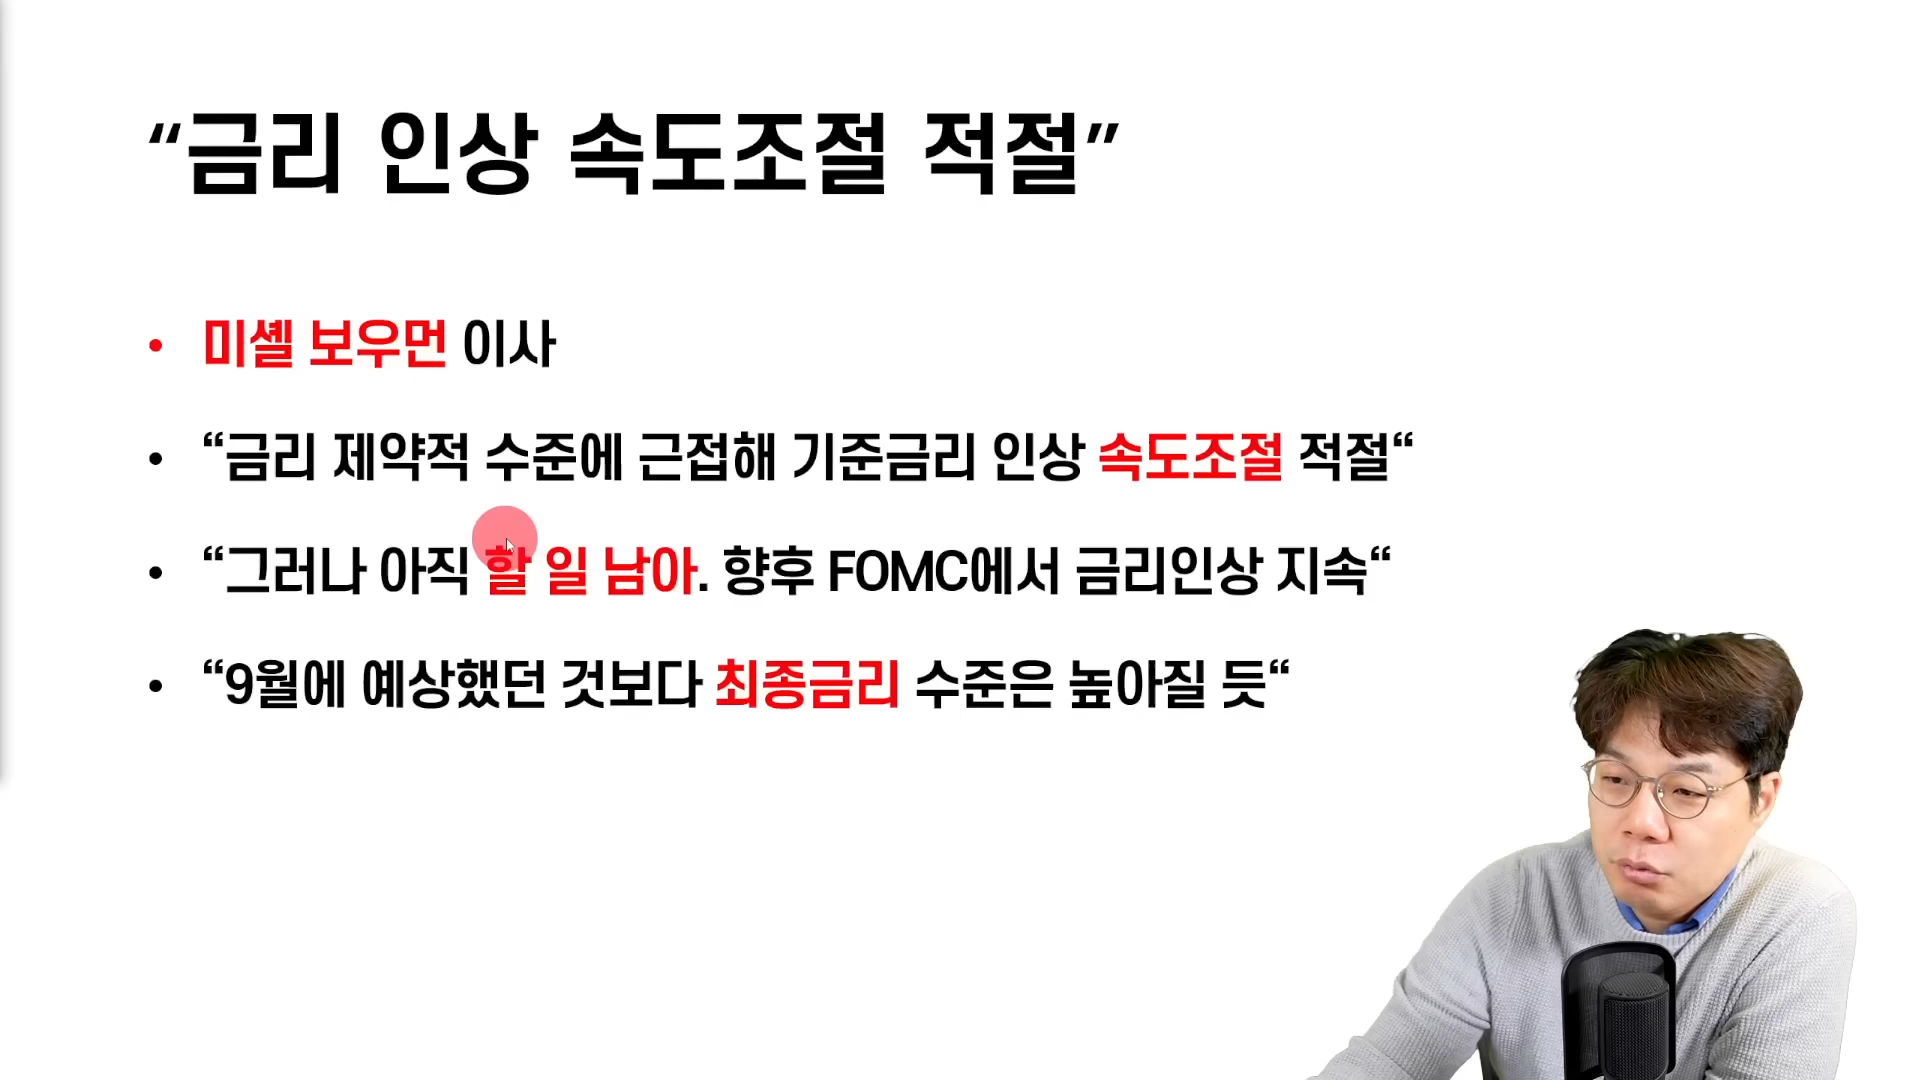 “금리 인상 속도조절 적절”
• 미셸 보우먼 이사
• “금리 제약적 수준에 근접해 기준금리 인상 속도조절 적절“
• “그러나 아직 할 일 남아. 향후 FOMC에서 금리인상 지속“
• “9월에 예상했던 것보다 최종금리 수준은 높아질 듯“